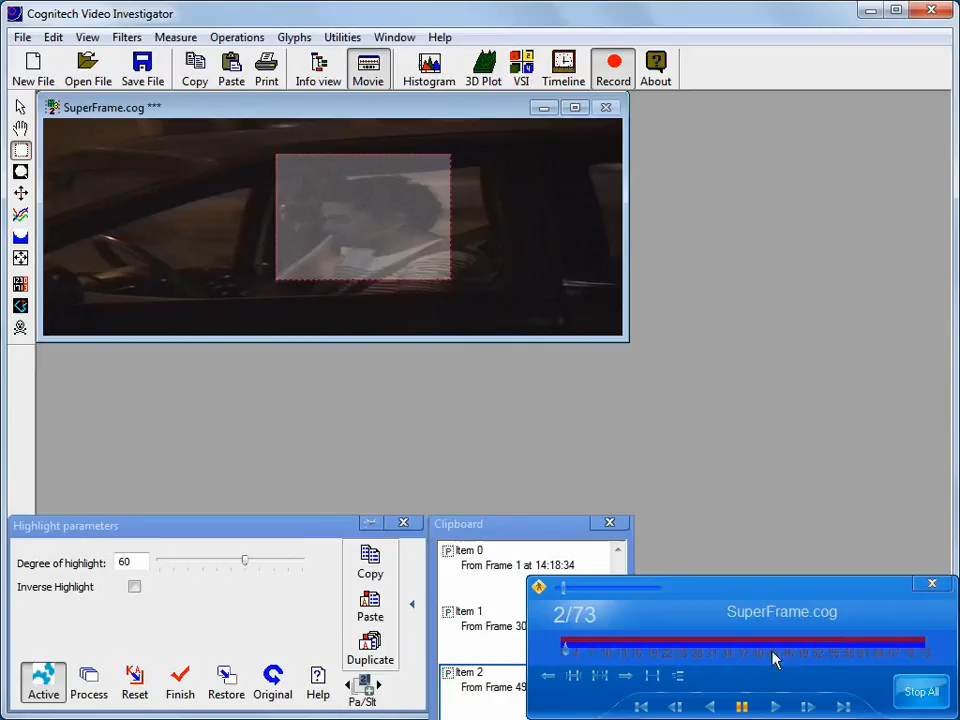 Cognitech Video Investigator
File Edit View Filters Measure Operations Glyphs Utilities Window Help
New File Open File Save File Copy Paste Print Info view Movie Histogram 3D Plot VSI Timeline Record About
SuperFrame.cog ***
Highlight parameters
Degree of highlight: 60
Inverse Highlight
Copy
Paste
Duplicate
Active Process Reset Finish Restore Original Help Pa/Slt
Clipboard
Item 0
From Frame 1 at 14:18:34
Item 1
From Frame 30
Item 2
From Frame 49
2/73 SuperFrame.cog
Stop All